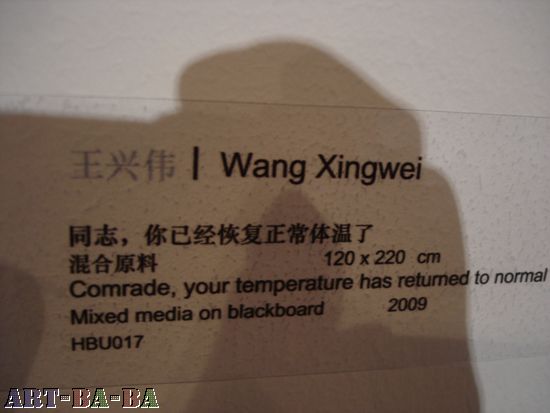 王兴伟 | Wang Xingwei
同志，你已经恢复正常体温了
混合原料 120 x 220 cm
Comrade, your temperature has returned to normal
Mixed media on blackboard 2009
HBU017
ART-BA-BA